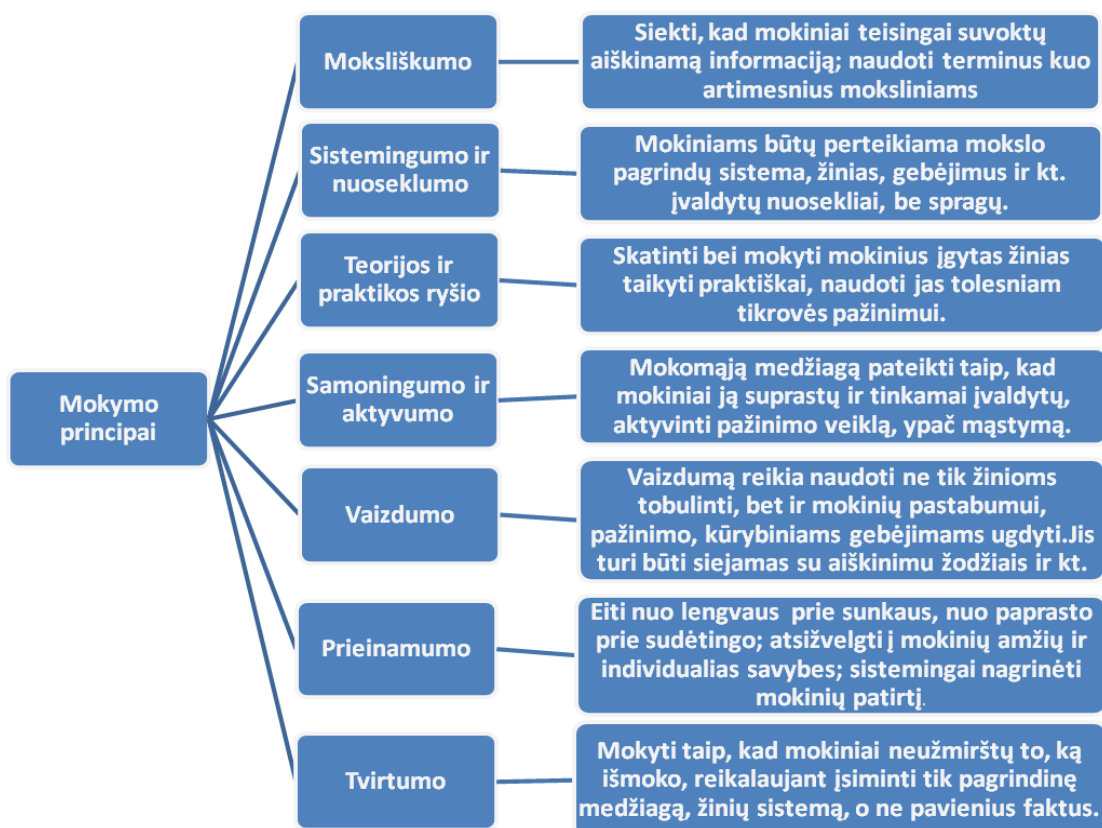 Mokymo
principai
Moksliškumo
Siekti, kad mokiniai teisingai suvoktų
aiškinamą informaciją; naudoti terminus kuo
artimesnius moksliniams
Sistemingumo ir
nuoseklumo
Mokiniams būtų perteikiama mokslo
pagrindų sistema, žinias, gebėjimus ir kt.
įvaldytų nuosekliai, be spragų.
Teorijos ir
praktikos ryšio
Skatinti bei mokyti mokinius įgytas žinias
taikyti praktiškai, naudoti jas tolesniam
tikrovės pažinimui.
Samoningumo ir
aktyvumo
Mokomąją medžiagą pateikti taip, kad
mokiniai ją suprastų ir tinkamai įvaldytų,
aktyvinti pažinimo veiklą, ypač mąstymą.
Vaizdumo
Vaizdumą reikia naudoti ne tik žinioms
tobulinti, bet ir mokinių pastabumui,
pažinimo, kūrybiniams gebėjimams ugdyti.Jis
turi būti siejamas su aiškinimu žodžiais ir kt.
Prieinamumo
Eiti nuo lengvaus prie sunkaus, nuo paprasto
prie sudėtingo; atsižvelgti į mokinių amžių ir
individualias savybes; sistemingai nagrinėti
mokinių patirtį.
Tvirtumo
Mokyti taip, kad mokiniai neužmirštų to, ką
išmoko, reikalaujant įsiminti tik pagrindinę
medžiagą, žinių sistemą, o ne pavienius faktus.